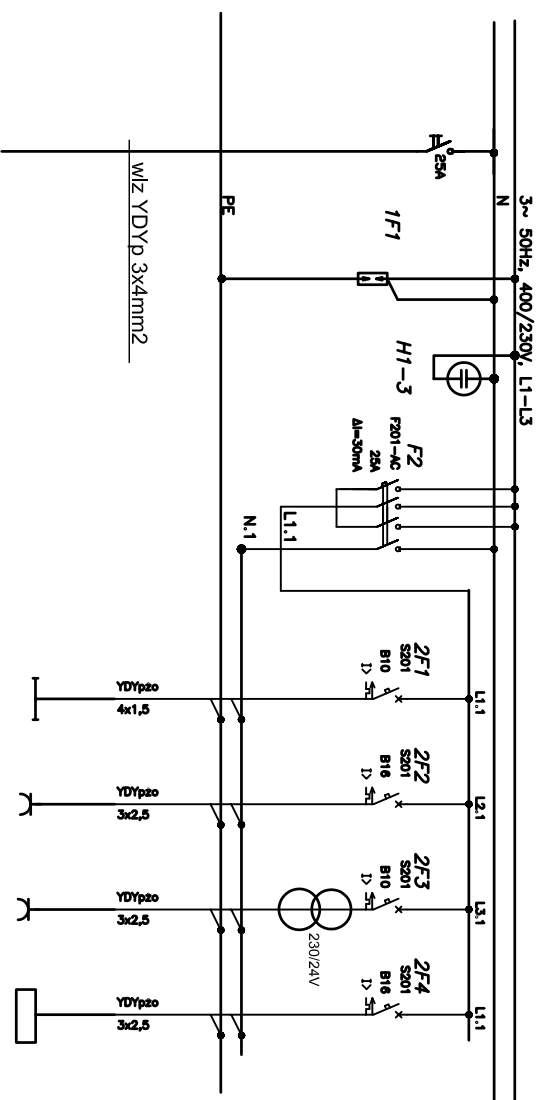 3~ 50Hz, 400/230V, L1-L3
N
25A
PE
wlz YDYp 3x4mm2
1F1
H1-3
F2
F201-AC
25A
ΔI=30mA
L1.1
N.1
2F1
S201
B10
I>
L1.1
YDYpżo
4x1,5
2F2
S201
B16
I>
L2.1
YDYpżo
3x2,5
2F3
S201
B10
I>
L3.1
230/24V
YDYpżo
3x2,5
2F4
S201
B16
I>
L1.1
YDYpżo
3x2,5